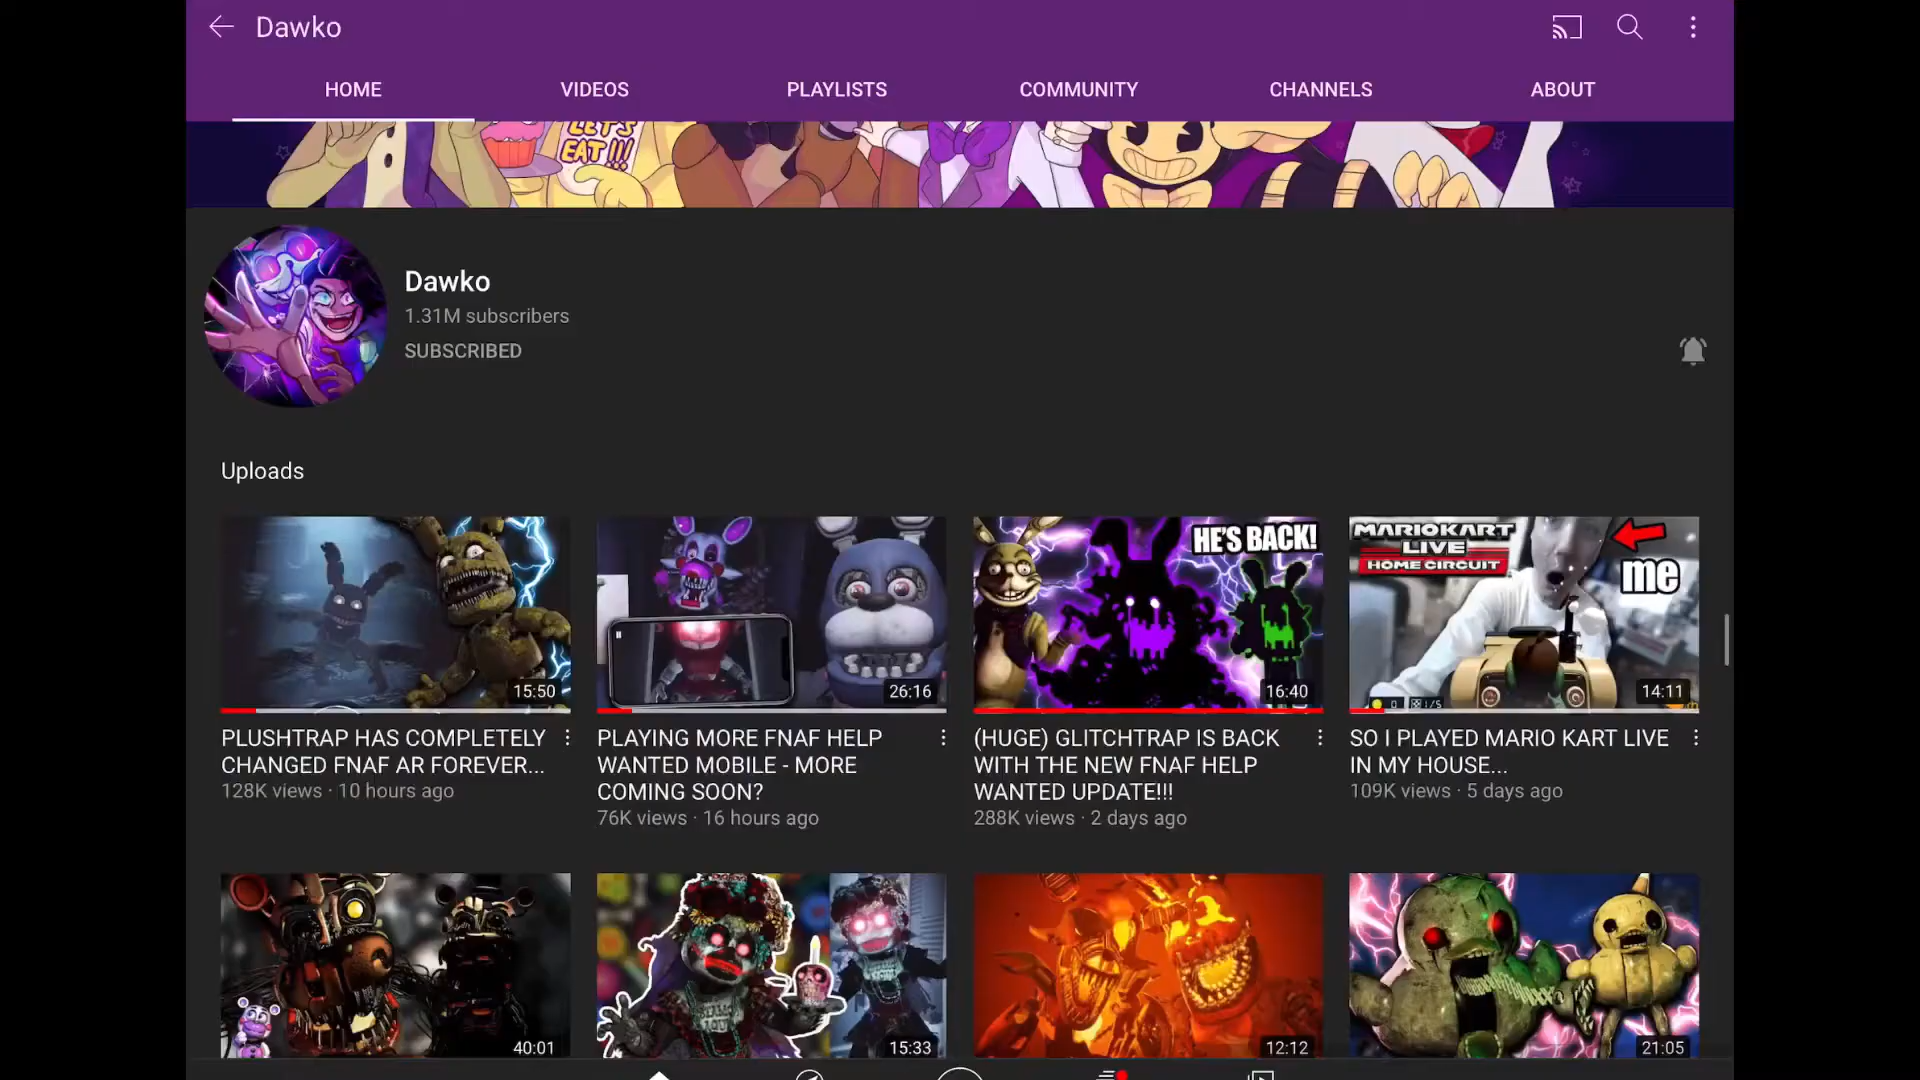 Dawko
HOME VIDEOS PLAYLISTS COMMUNITY CHANNELS ABOUT
LET'S
EAT!!!
Dawko
1.31M subscribers
SUBSCRIBED
Uploads
15:50
26:16
HE'S BACK!
16:40
MARIOKART
LIVE
HOME CIRCUIT
me
0
1/5
14:11
PLUSHTRAP HAS COMPLETELY
CHANGED FNAF AR FOREVER...
128K views · 10 hours ago
PLAYING MORE FNAF HELP
WANTED MOBILE - MORE
COMING SOON?
76K views · 16 hours ago
(HUGE) GLITCHTRAP IS BACK
WITH THE NEW FNAF HELP
WANTED UPDATE!!!
288K views · 2 days ago
SO I PLAYED MARIO KART LIVE
IN MY HOUSE...
109K views · 5 days ago
40:01
15:33
12:12
21:05